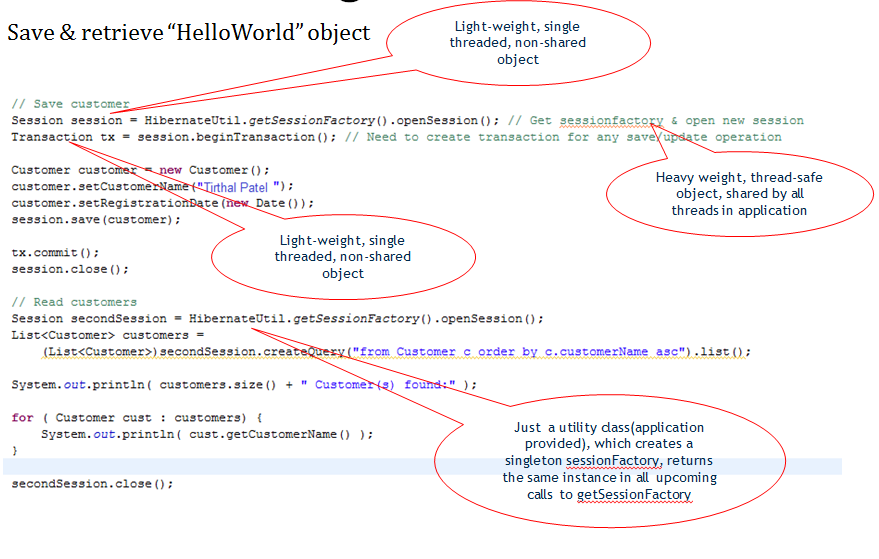 Save & retrieve “HelloWorld” object
Light-weight, single
threaded, non-shared
object
// Save customer
Session session = HibernateUtil.getSessionFactory().openSession(); // Get sessionfactory & open new session
Transaction tx = session.beginTransaction(); // Need to create transaction for any save/update operation
Customer customer = new Customer();
customer.setCustomerName("Tirthal Patel ");
customer.setRegistrationDate(new Date());
session.save(customer);
Heavy weight, thread-safe
object, shared by all
threads in application
tx.commit();
session.close();
Light-weight, single
threaded, non-shared
object
// Read customers
Session secondSession = HibernateUtil.getSessionFactory().openSession();
List<Customer> customers =
(List<Customer>)secondSession.createQuery("from Customer c order by c.customerName asc").list();
System.out.println( customers.size() + " Customer(s) found:" );
for ( Customer cust : customers) {
System.out.println( cust.getCustomerName() );
}
secondSession.close();
Just a utility class(application
provided), which creates a
singleton sessionFactory, returns
the same instance in all upcoming
calls to getSessionFactory